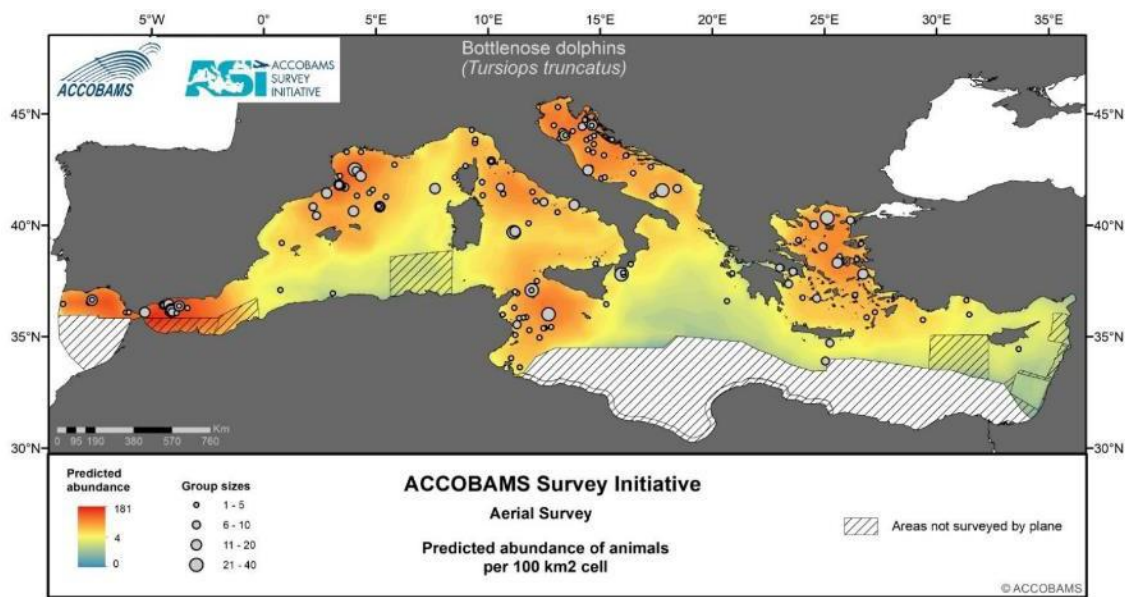 5°W 0° 5°E 10°E 15°E 20°E 25°E 30°E 35°E
Bottlenose dolphins
(Tursiops truncatus)
ACCOBAMS
ASI
ACCOBAMS
SURVEY
INITIATIVE
45°N 45°N
40°N 40°N
35°N 35°N
30°N 30°N
Km
0 95 190 380 570 760
Predicted
abundance
181
4
0
Group sizes
1 - 5
6 - 10
11 - 20
21 - 40
ACCOBAMS Survey Initiative
Aerial Survey
Predicted abundance of animals
per 100 km2 cell
Areas not surveyed by plane
© ACCOBAMS